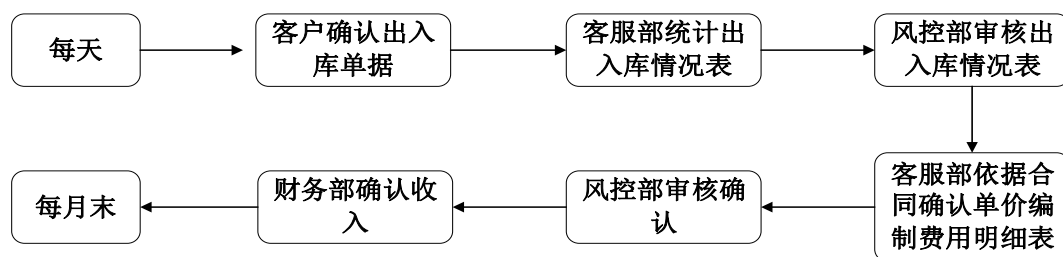 每天
客户确认出入
库单据
客服部统计出
入库情况表
风控部审核出
入库情况表
客服部依据合
同确认单价编
制费用明细表
风控部审核确
认
财务部确认收
入
每月末